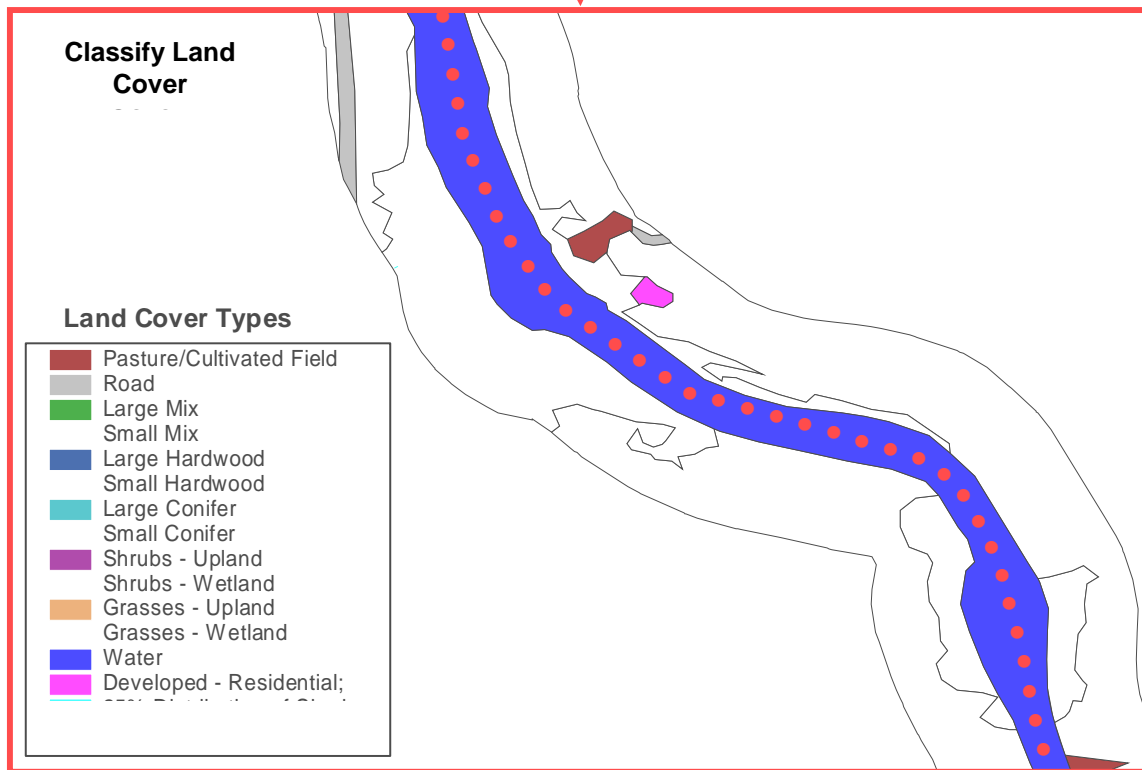 Classify Land
Cover
Land Cover Types
Pasture/Cultivated Field
Road
Large Mix
Small Mix
Large Hardwood
Small Hardwood
Large Conifer
Small Conifer
Shrubs - Upland
Shrubs - Wetland
Grasses - Upland
Grasses - Wetland
Water
Developed - Residential;